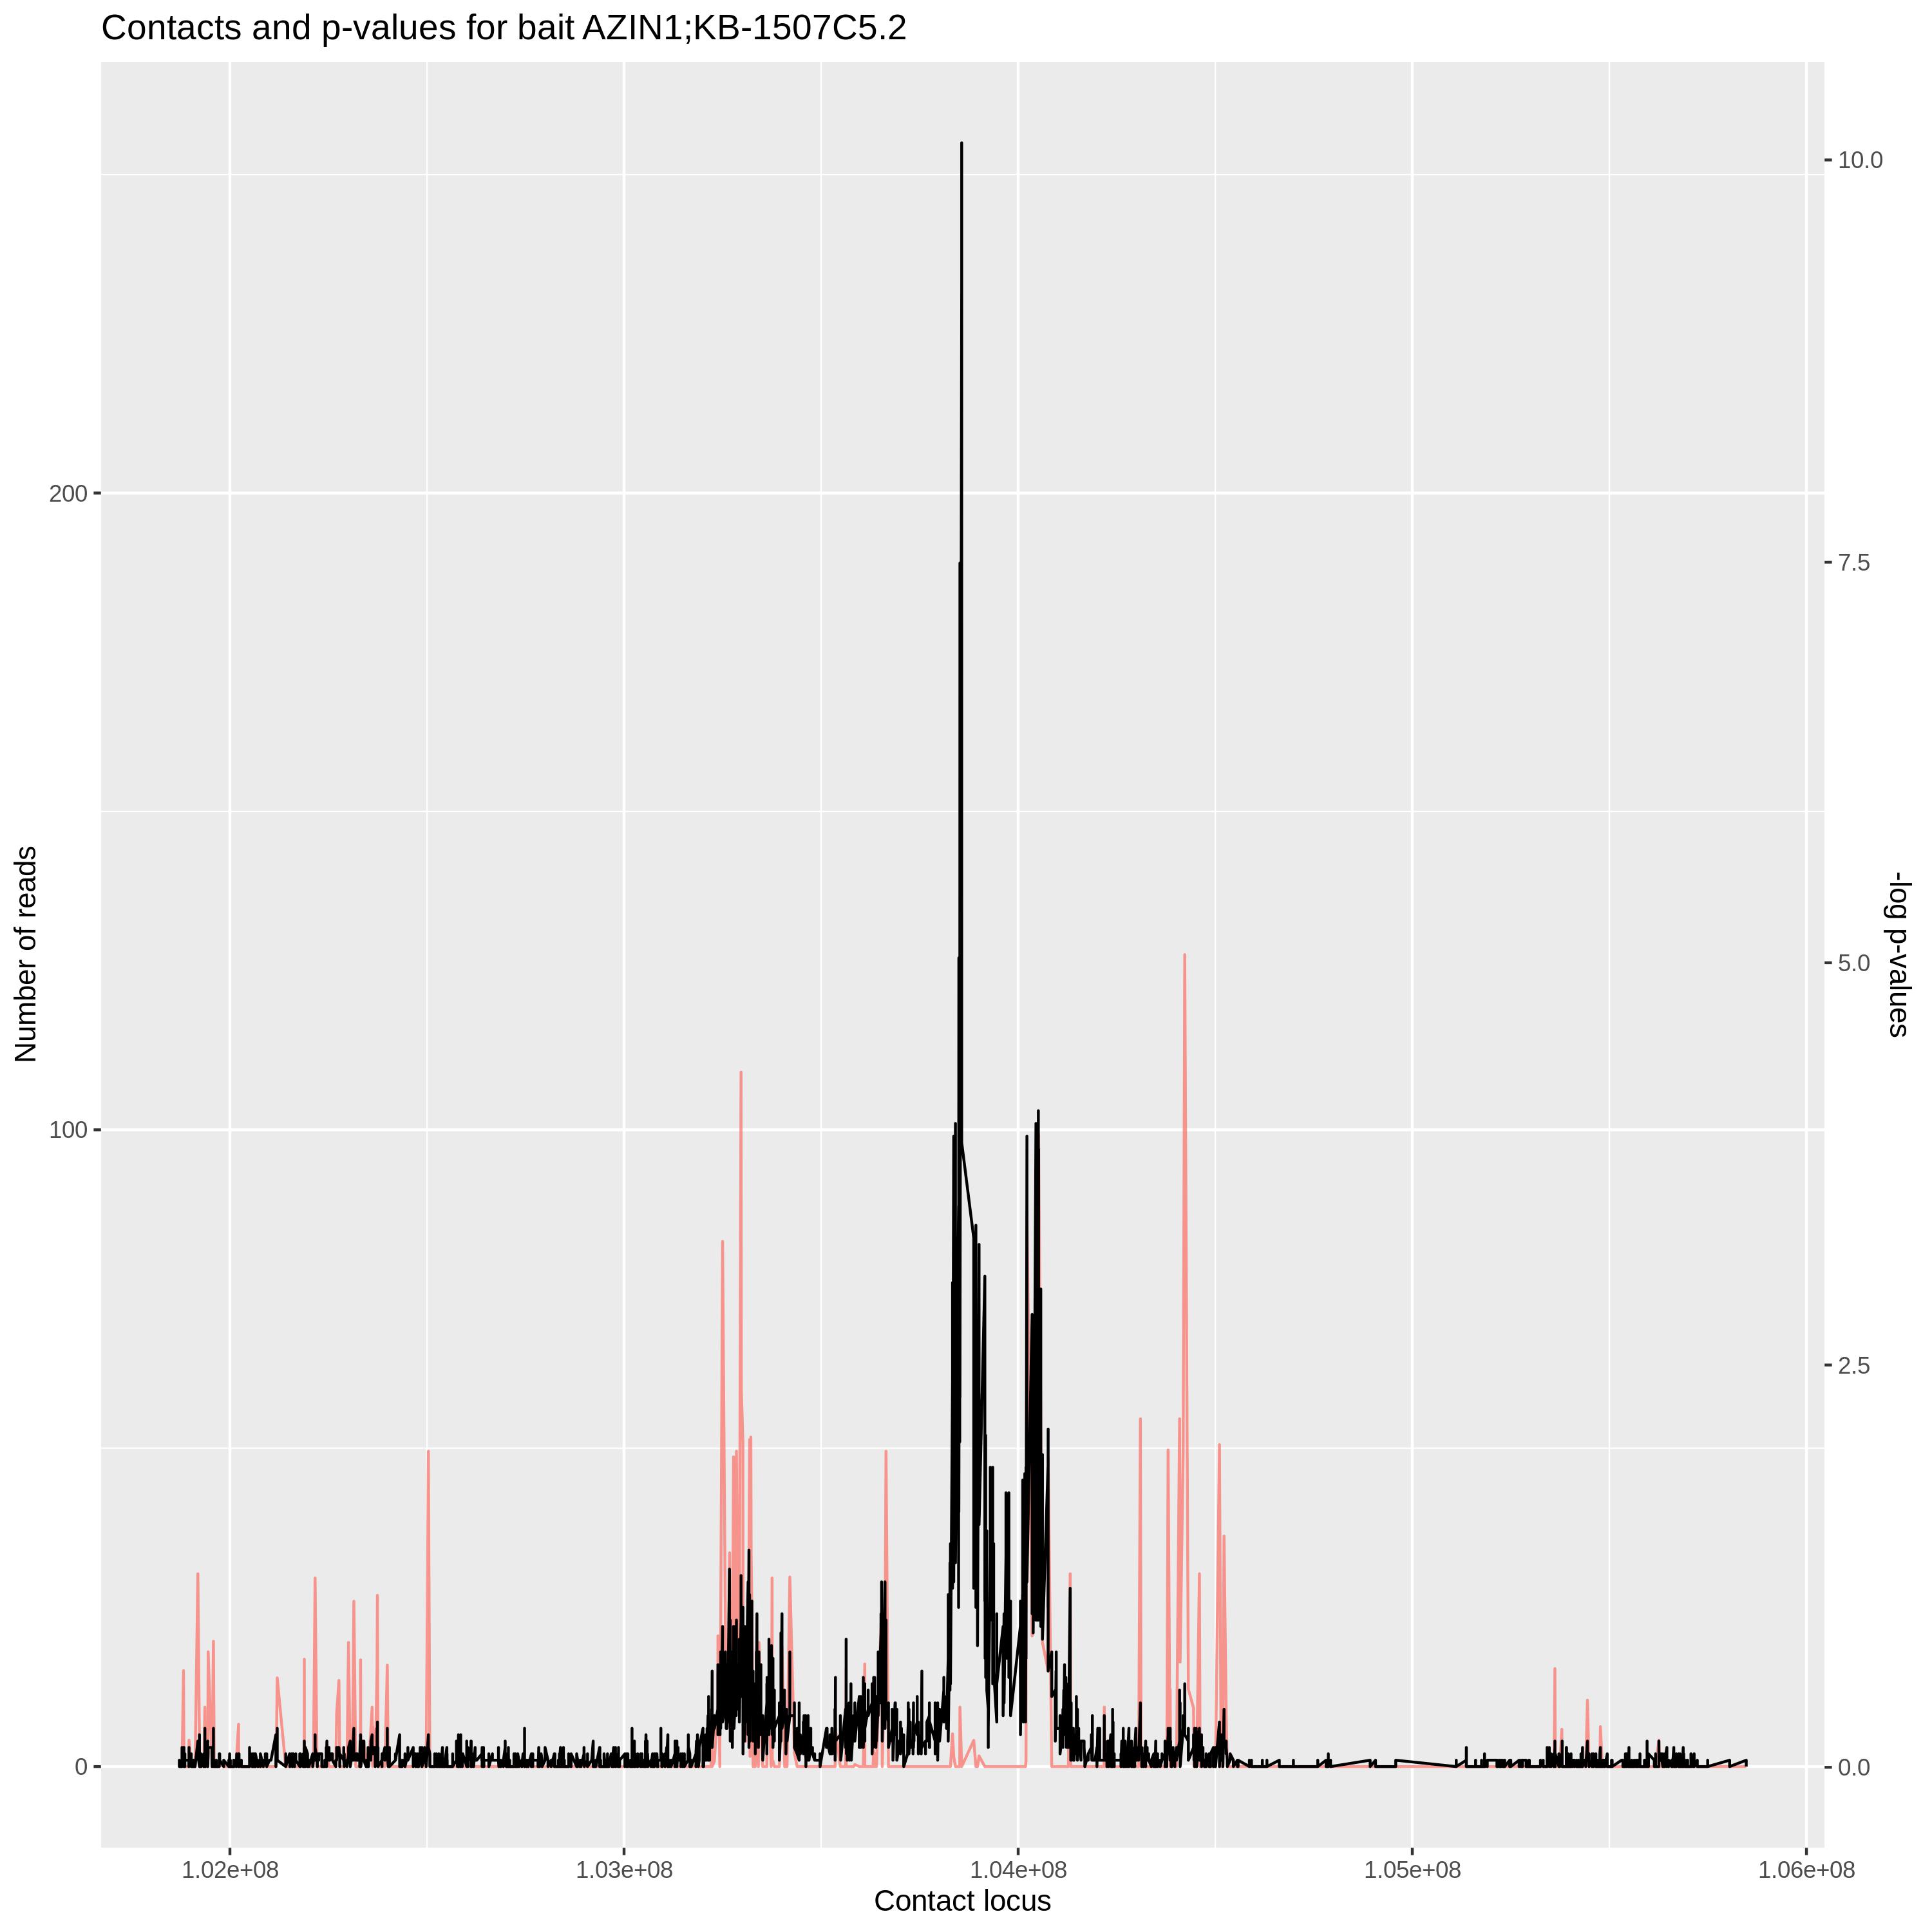 Contacts and p-values for bait AZIN1;KB-1507C5.2
Number of reads
200
100
0
10.0
7.5
5.0
2.5
0.0
-log p-values
1.02e+08 1.03e+08 1.04e+08 1.05e+08 1.06e+08
Contact locus